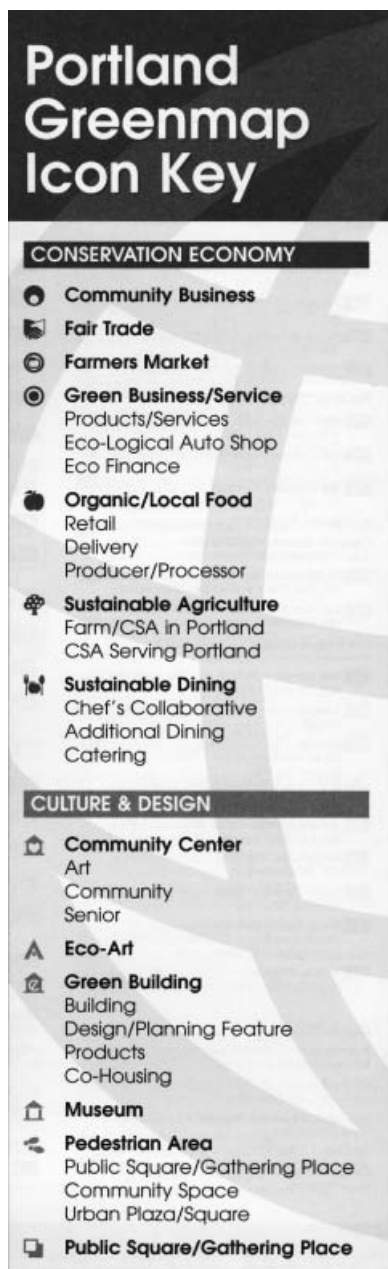 Portland
Greenmap
Icon Key
CONSERVATION ECONOMY
Community Business
Fair Trade
Farmers Market
Green Business/Service
Products/Services
Eco-Logical Auto Shop
Eco Finance
Organic/Local Food
Retail
Delivery
Producer/Processor
Sustainable Agriculture
Farm/CSA in Portland
CSA Serving Portland
Sustainable Dining
Chef's Collaborative
Additional Dining
Catering
CULTURE & DESIGN
Community Center
Art
Community
Senior
Eco-Art
Green Building
Building
Design/Planning Feature
Products
Co-Housing
Museum
Pedestrian Area
Public Square/Gathering Place
Community Space
Urban Plaza/Square
Public Square/Gathering Place